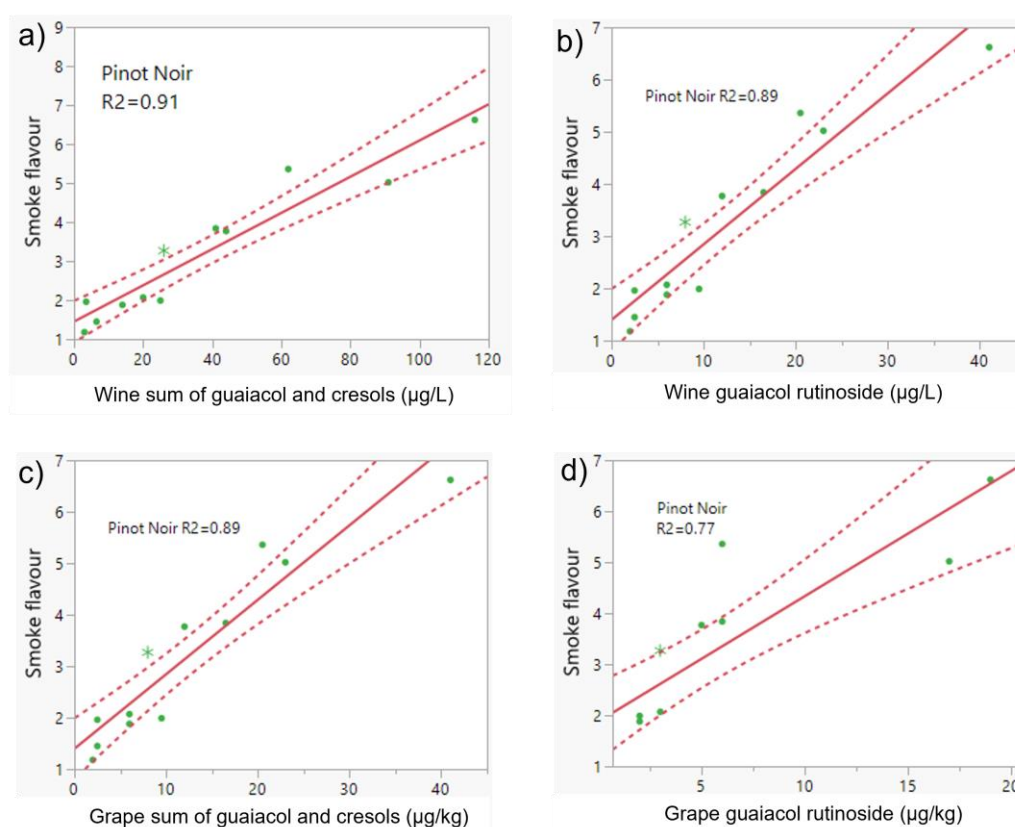 a)
9
8
7
6
5
4
3
2
1
Smoke flavour
Pinot Noir
R2=0.91
0 20 40 60 80 100 120
Wine sum of guaiacol and cresols (µg/L)
b)
7
6
5
4
3
2
1
Smoke flavour
Pinot Noir R2=0.89
0 10 20 30 40
Wine guaiacol rutinoside (µg/L)
c)
7
6
5
4
3
2
1
Smoke flavour
Pinot Noir R2=0.89
0 10 20 30 40
Grape sum of guaiacol and cresols (µg/kg)
d)
7
6
5
4
3
2
1
Smoke flavour
Pinot Noir
R2=0.77
5 10 15 20
Grape guaiacol rutinoside (µg/kg)